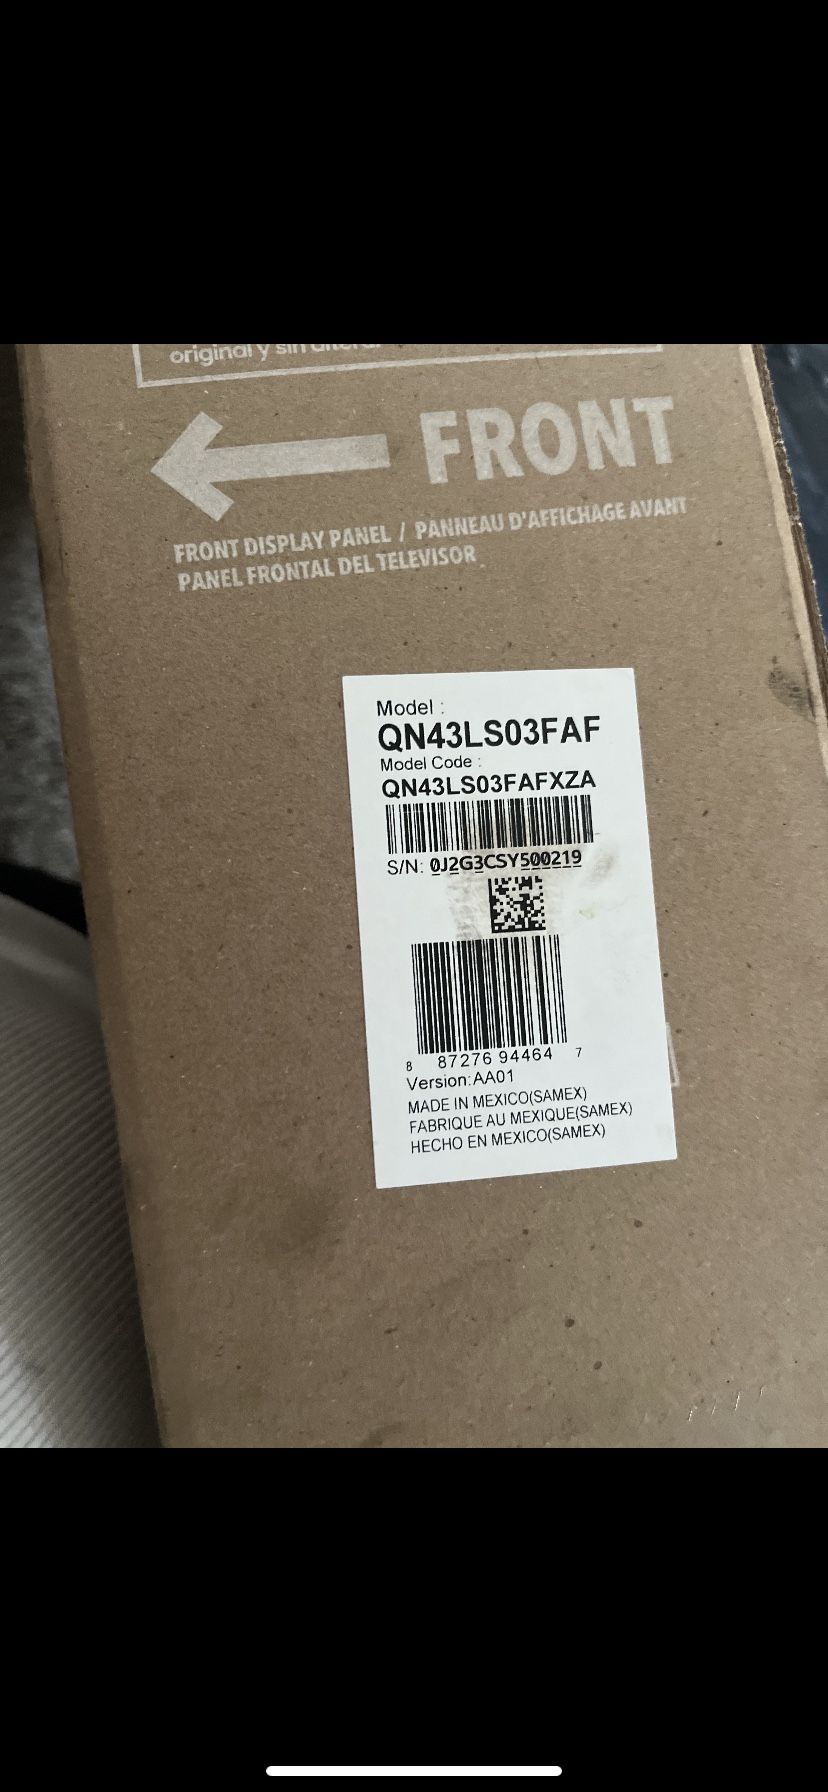 original y sin
FRONT
FRONT DISPLAY PANEL / PANNEAU D'AFFICHAGE AVANT
PANEL FRONTAL DEL TELEVISOR
Model :
QN43LS03FAF
Model Code :
QN43LS03FAFXZA
S/N: 0J2G3CSY500219
8 87276 94464 7
Version:AA01
MADE IN MEXICO(SAMEX)
FABRIQUE AU MEXIQUE(SAMEX)
HECHO EN MEXICO(SAMEX)